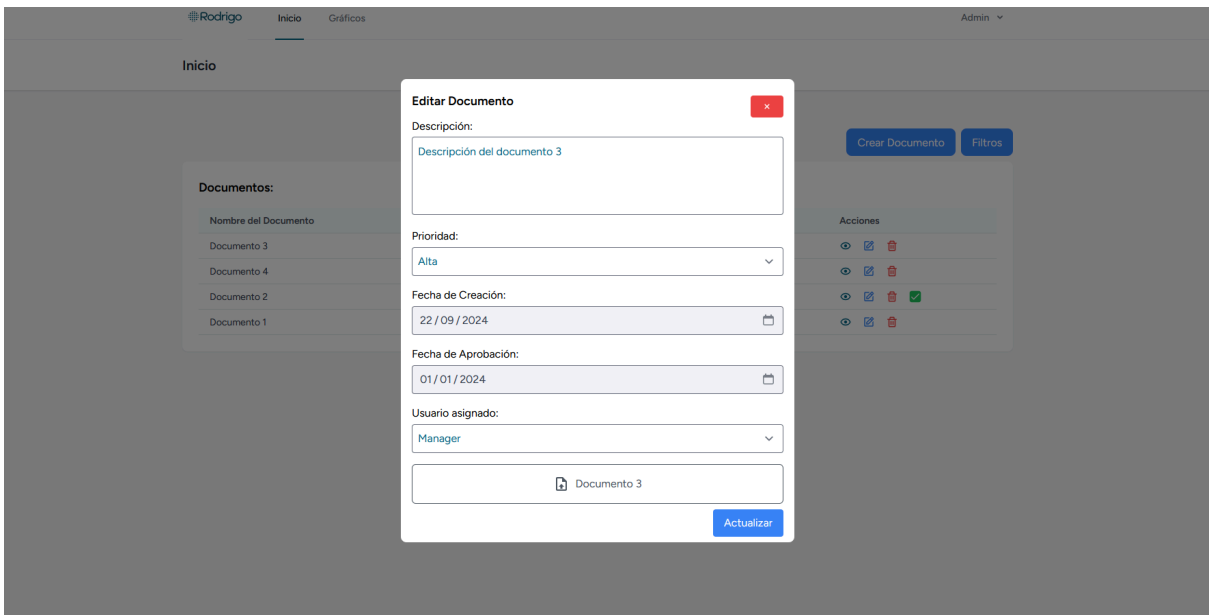 Rodrigo Inicio Gráficos Admin
Inicio
Editar Documento
×
Descripción:
Descripción del documento 3
Crear Documento Filtros
Documentos:
Nombre del Documento Acciones
Documento 3
Documento 4
Documento 2
Documento 1
Prioridad:
Alta
Fecha de Creación:
22/09/2024
Fecha de Aprobación:
01/01/2024
Usuario asignado:
Manager
Documento 3
Actualizar